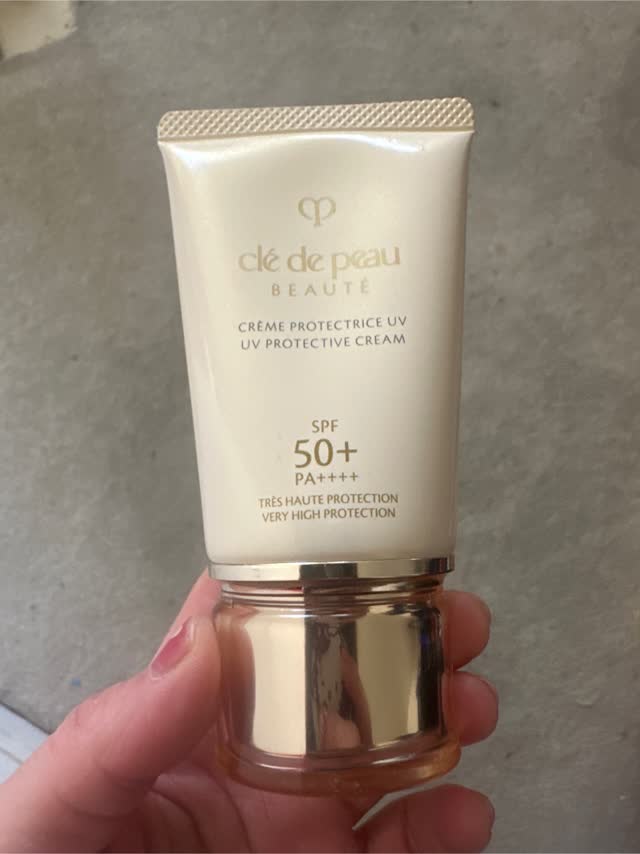 clé de peau
BEAUTÉ
CRÈME PROTECTRICE UV
UV PROTECTIVE CREAM
SPF
50+
PA++++
TRÈS HAUTE PROTECTION
VERY HIGH PROTECTION